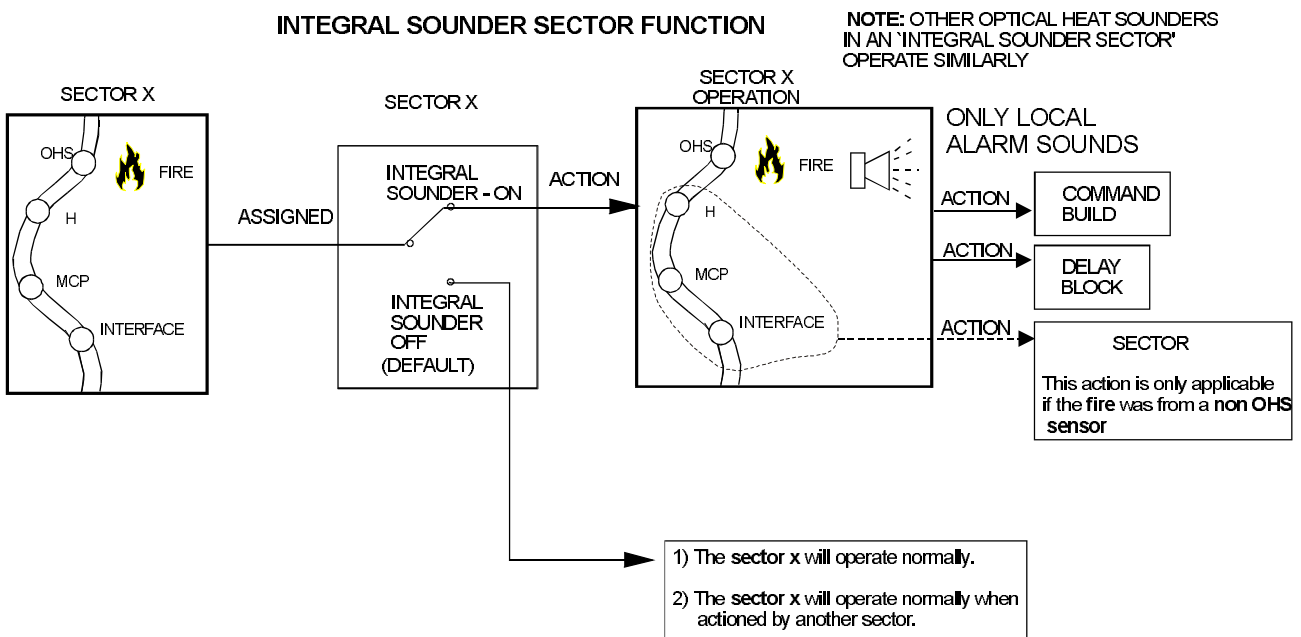 INTEGRAL SOUNDER SECTOR FUNCTION
NOTE: OTHER OPTICAL HEAT SOUNDERS
IN AN `INTEGRAL SOUNDER SECTOR'
OPERATE SIMILARLY
SECTOR X
OHS
FIRE
H
MCP
INTERFACE
ASSIGNED
SECTOR X
INTEGRAL
SOUNDER - ON
INTEGRAL
SOUNDER
OFF
(DEFAULT)
ACTION
SECTOR X
OPERATION
OHS
FIRE
H
MCP
INTERFACE
ONLY LOCAL
ALARM SOUNDS
ACTION
COMMAND
BUILD
ACTION
DELAY
BLOCK
ACTION
SECTOR
This action is only applicable
if the fire was from a non OHS
sensor
1) The sector x will operate normally.
2) The sector x will operate normally when
actioned by another sector.